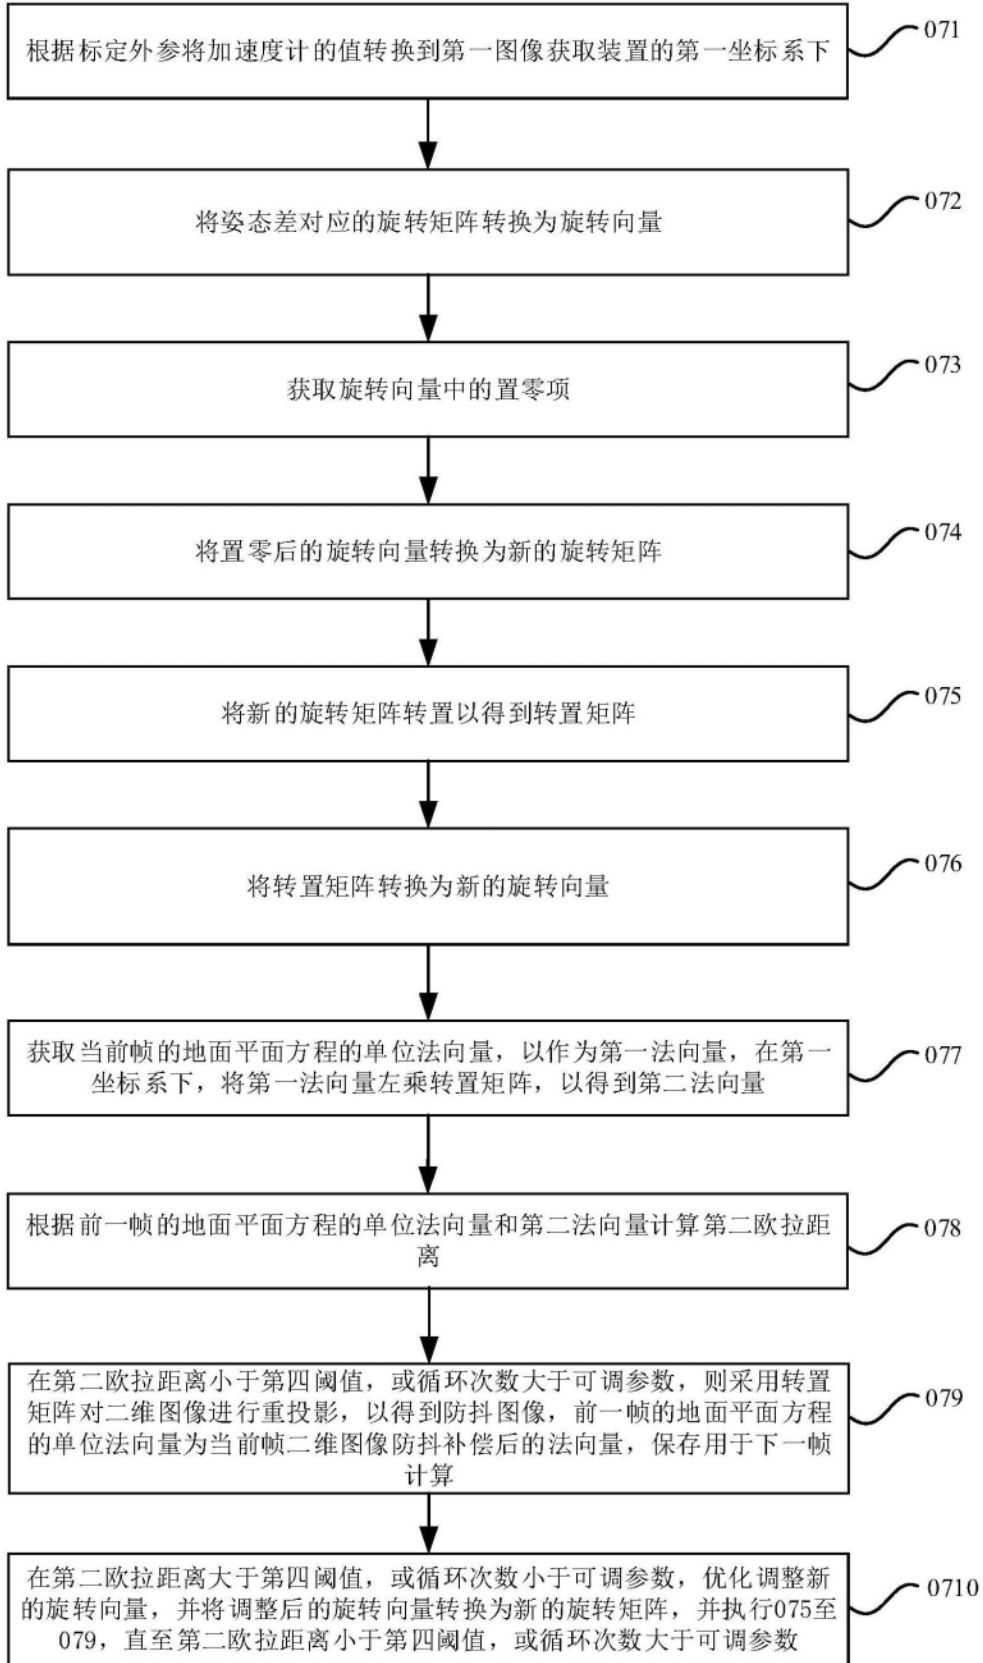 根据标定外参将加速度计的值转换到第一图像获取装置的第一坐标系下
071
将姿态差对应的旋转矩阵转换为旋转向量
072
获取旋转向量中的置零项
073
将置零后的旋转向量转换为新的旋转矩阵
074
将新的旋转矩阵转置以得到转置矩阵
075
将转置矩阵转换为新的旋转向量
076
获取当前帧的地面平面方程的单位法向量，以作为第一法向量，在第一
坐标系下，将第一法向量左乘转置矩阵，以得到第二法向量
077
根据前一帧的地面平面方程的单位法向量和第二法向量计算第二欧拉距
离
078
在第二欧拉距离小于第四阈值，或循环次数大于可调参数，则采用转置
矩阵对二维图像进行重投影，以得到防抖图像，前一帧的地面平面方程
的单位法向量为当前帧二维图像防抖补偿后的法向量，保存用于下一帧
计算
079
在第二欧拉距离大于第四阈值，或循环次数小于可调参数，优化调整新
的旋转向量，并将调整后的旋转向量转换为新的旋转矩阵，并执行075至
079，直至第二欧拉距离小于第四阈值，或循环次数大于可调参数
0710